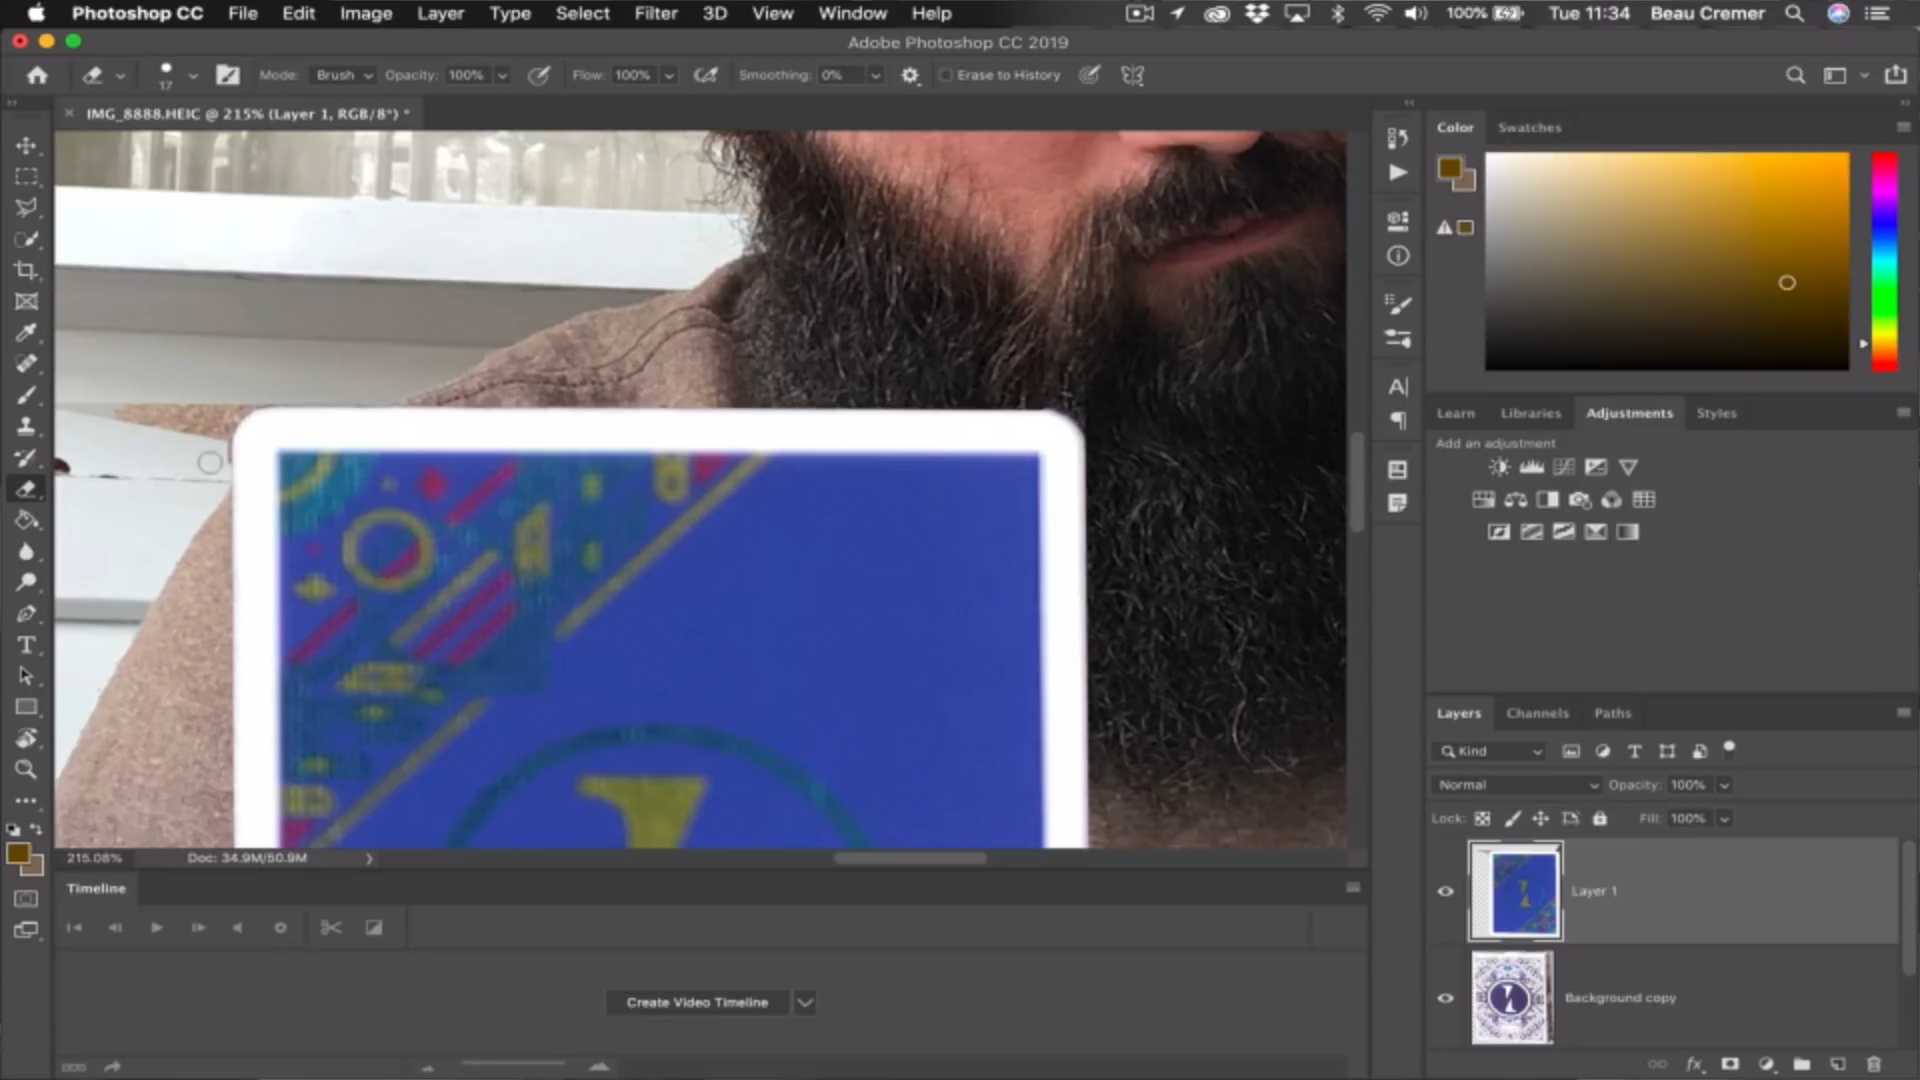 Photoshop CC File Edit Image Layer Type Select Filter 3D View Window Help 100% Tue 11:34 Beau Cremer
Adobe Photoshop CC 2019
17 Mode: Brush Opacity: 100% Flow: 100% Smoothing: 0% Erase to History
IMG_8888.HEIC @ 215% (Layer 1, RGB/8*) *
Color Swatches
Learn Libraries Adjustments Styles
Add an adjustment
Layers Channels Paths
Kind
Normal Opacity: 100%
Lock: Fill: 100%
Layer 1
Background copy
215.08% Doc: 34.9M/50.9M
Timeline
Create Video Timeline
fx